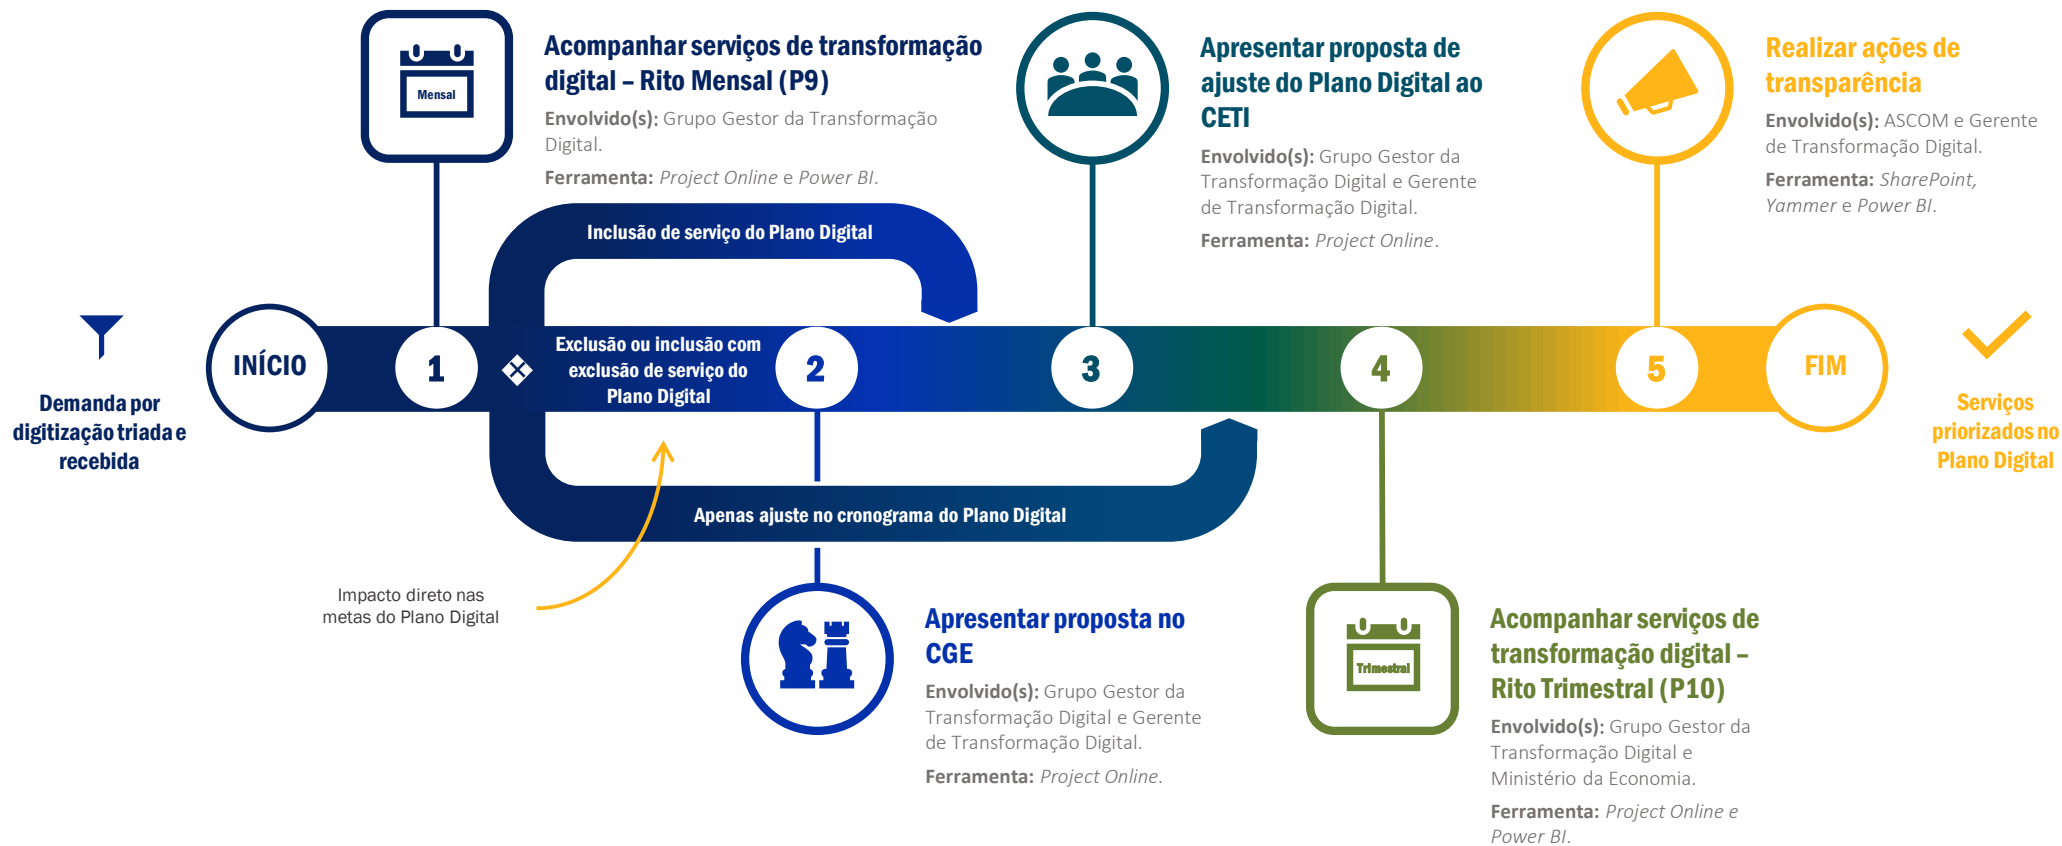 Mensal
Acompanhar serviços de transformação
digital – Rito Mensal (P9)
Envolvido(s): Grupo Gestor da Transformação
Digital.
Ferramenta: Project Online e Power BI.
Apresentar proposta de
ajuste do Plano Digital ao
CETI
Envolvido(s): Grupo Gestor da
Transformação Digital e Gerente
de Transformação Digital.
Ferramenta: Project Online.
Realizar ações de
transparência
Envolvido(s): ASCOM e Gerente
de Transformação Digital.
Ferramenta: SharePoint,
Yammer e Power BI.
Inclusão de serviço do Plano Digital
Demanda por
digitização triada e
recebida
INÍCIO
1
Exclusão ou inclusão com
exclusão de serviço do
Plano Digital
2
3
4
5
FIM
Serviços
priorizados no
Plano Digital
Apenas ajuste no cronograma do Plano Digital
Impacto direto nas
metas do Plano Digital
Apresentar proposta no
CGE
Envolvido(s): Grupo Gestor da
Transformação Digital e Gerente
de Transformação Digital.
Ferramenta: Project Online.
Trimestral
Acompanhar serviços de
transformação digital –
Rito Trimestral (P10)
Envolvido(s): Grupo Gestor da
Transformação Digital e
Ministério da Economia.
Ferramenta: Project Online e
Power BI.